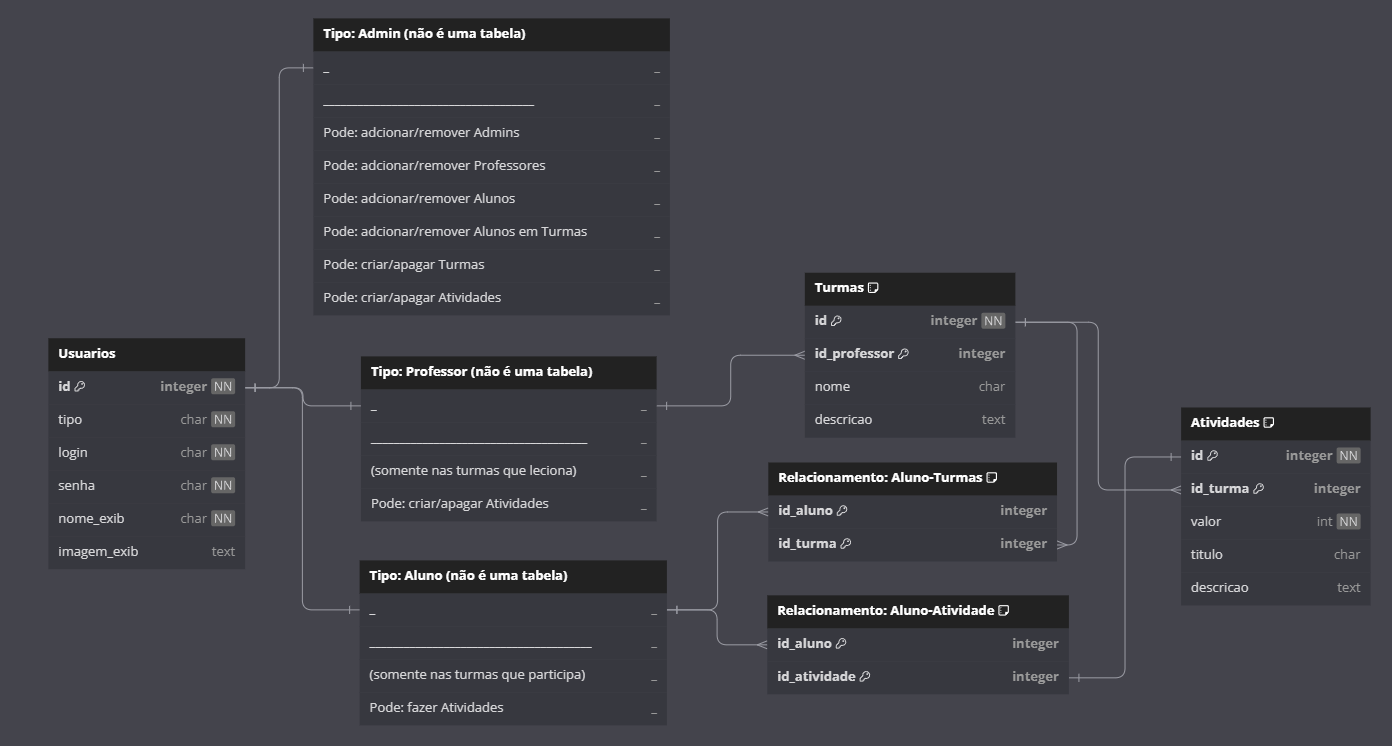 Tipo: Admin (não é uma tabela)
_ _
___________________________________ _
Pode: adcionar/remover Admins _
Pode: adcionar/remover Professores _
Pode: adcionar/remover Alunos _
Pode: adcionar/remover Alunos em Turmas _
Pode: criar/apagar Turmas _
Pode: criar/apagar Atividades _
Usuarios
id integer NN
tipo char NN
login char NN
senha char NN
nome_exib char NN
imagem_exib text
Tipo: Professor (não é uma tabela)
_ _
____________________________________ _
(somente nas turmas que leciona) _
Pode: criar/apagar Atividades _
Tipo: Aluno (não é uma tabela)
_ _
_____________________________________ _
(somente nas turmas que participa) _
Pode: fazer Atividades _
Turmas
id integer NN
id_professor integer
nome char
descricao text
Relacionamento: Aluno-Turmas
id_aluno integer
id_turma integer
Relacionamento: Aluno-Atividade
id_aluno integer
id_atividade integer
Atividades
id integer NN
id_turma integer
valor int NN
titulo char
descricao text